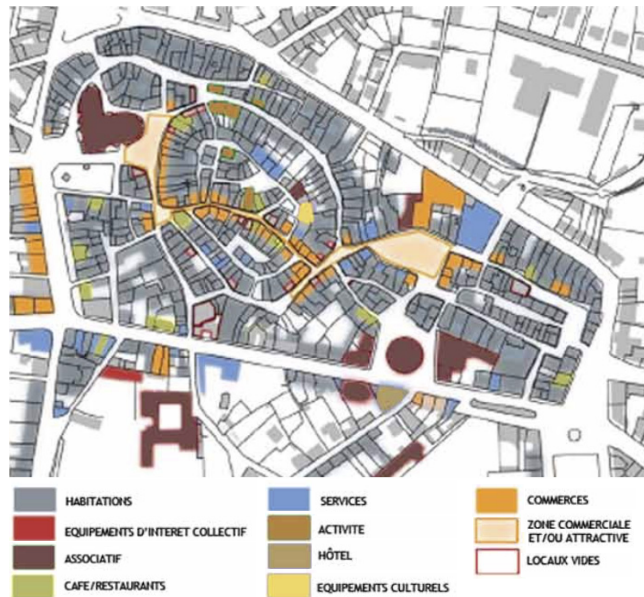 HABITATIONS
SERVICES
COMMERCES
EQUIPEMENTS D'INTERET COLLECTIF
ACTIVITE
ZONE COMMERCIALE
ET/OU ATTRACTIVE
ASSOCIATIF
HÔTEL
LOCAUX VIDES
CAFE/RESTAURANTS
EQUIPEMENTS CULTURELS